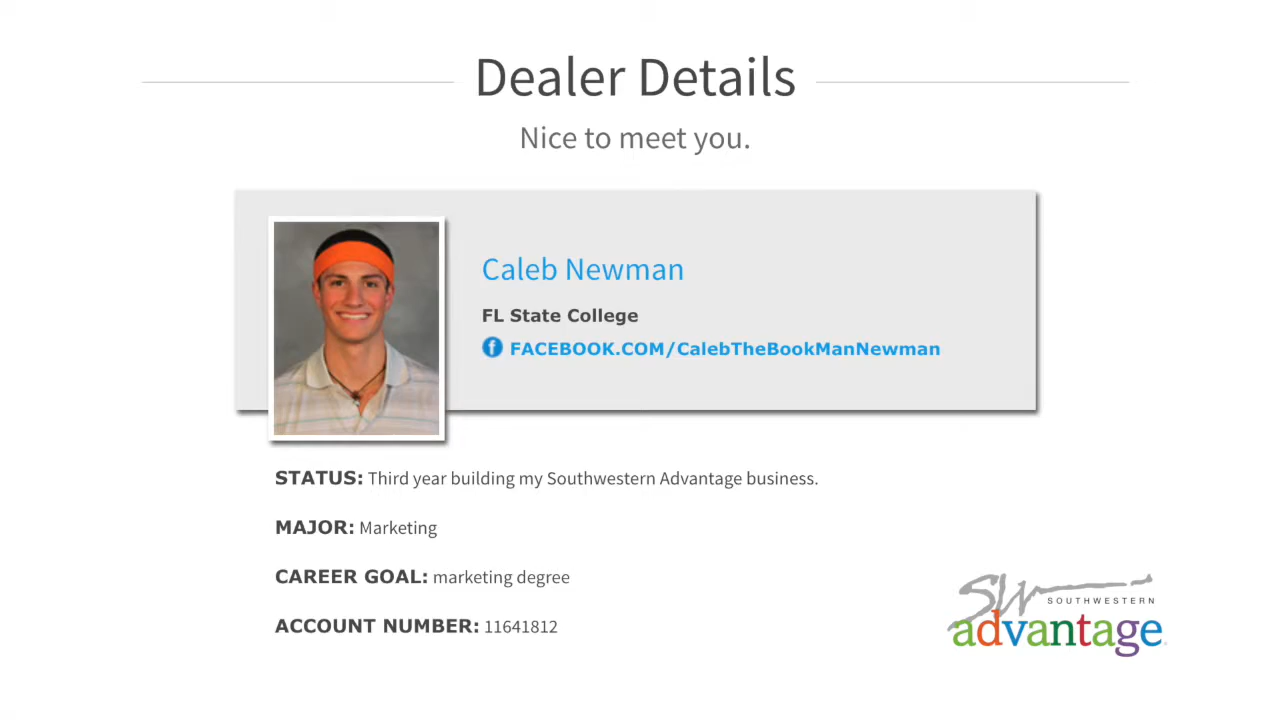 Dealer Details
Nice to meet you.
Caleb Newman
FL State College
FACEBOOK.COM/CalebTheBookManNewman
STATUS: Third year building my Southwestern Advantage business.
MAJOR: Marketing
CAREER GOAL: marketing degree
ACCOUNT NUMBER: 11641812
SW
SOUTHWESTERN
advantage